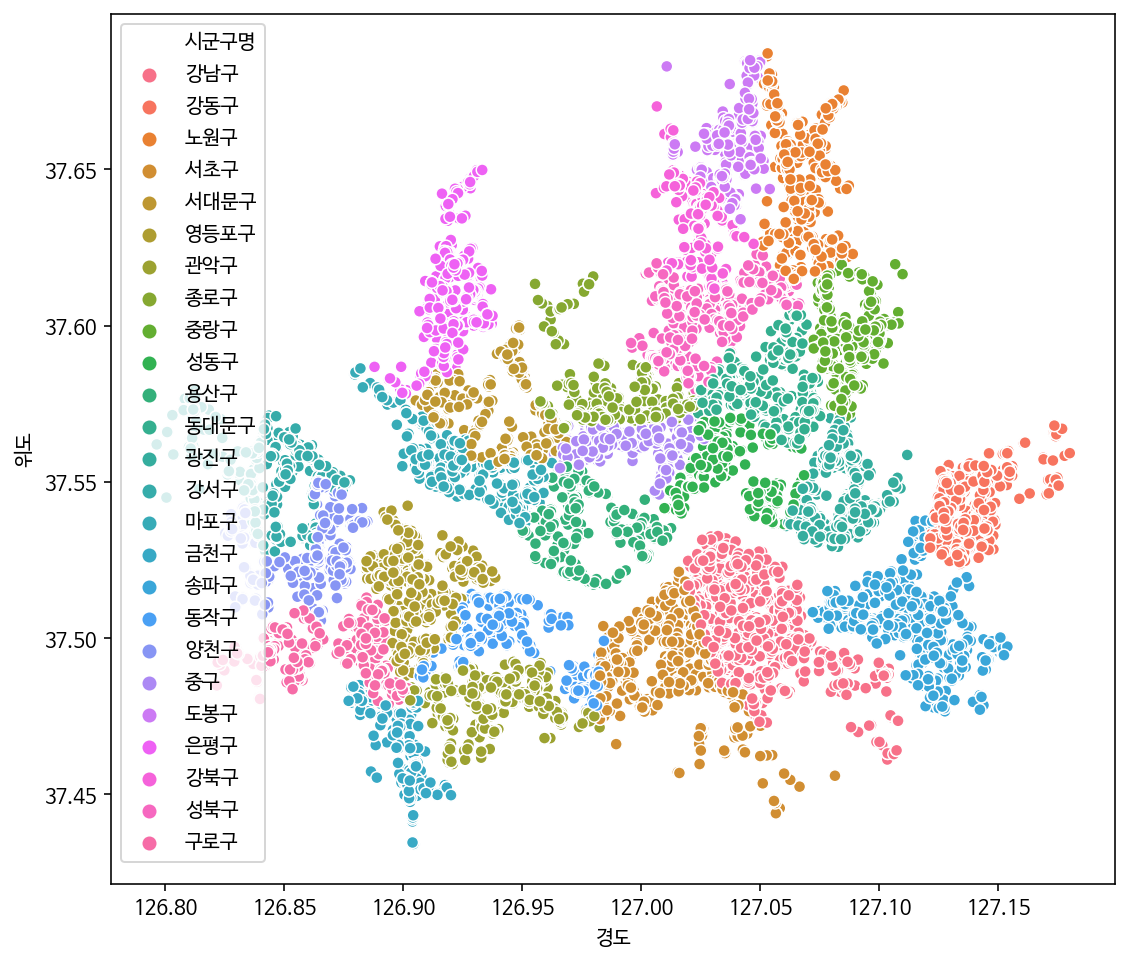 시군구명
강남구
강동구
노원구
서초구
서대문구
영등포구
관악구
종로구
중랑구
성동구
용산구
동대문구
광진구
강서구
마포구
금천구
송파구
동작구
양천구
중구
도봉구
은평구
강북구
성북구
구로구
37.65
37.60
37.55
37.50
37.45
위도
126.80 126.85 126.90 126.95 127.00 127.05 127.10 127.15
경도